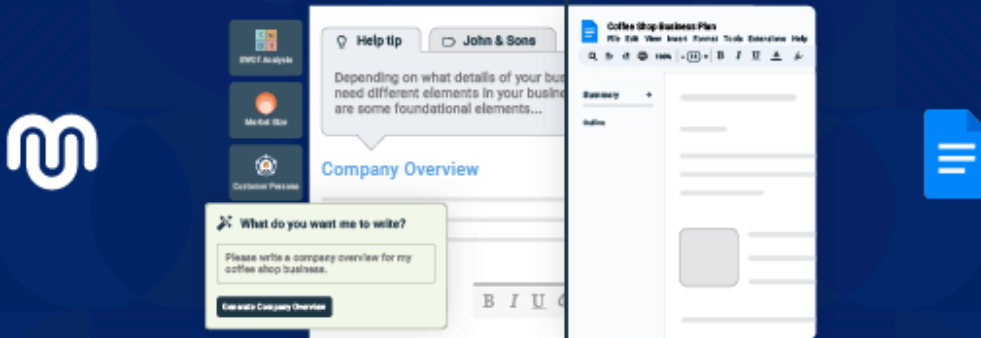 SWOT Analysis
Market Size
Customer Persona
Help tip
John & Sons
Depending on what details of your bus
need different elements in your busine
are some foundational elements...
Company Overview
What do you want me to write?
Please write a company overview for my
coffee shop business.
Generate Company Overview
B I U
Coffee Shop Business Plan
File Edit View Insert Format Tools Extensions Help
100%
B I U A
Summary +
Outline